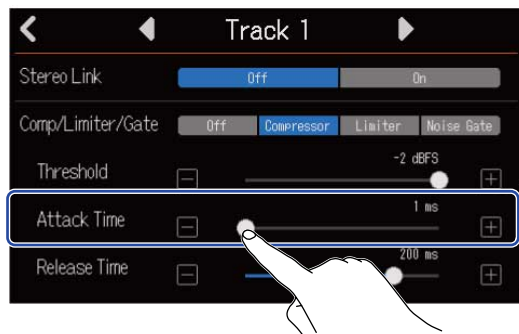 Track 1
Stereo Link Off On
Comp/Limiter/Gate Off Compressor Limiter Noise Gate
-2 dBFS
Threshold
1 ms
Attack Time
200 ms
Release Time